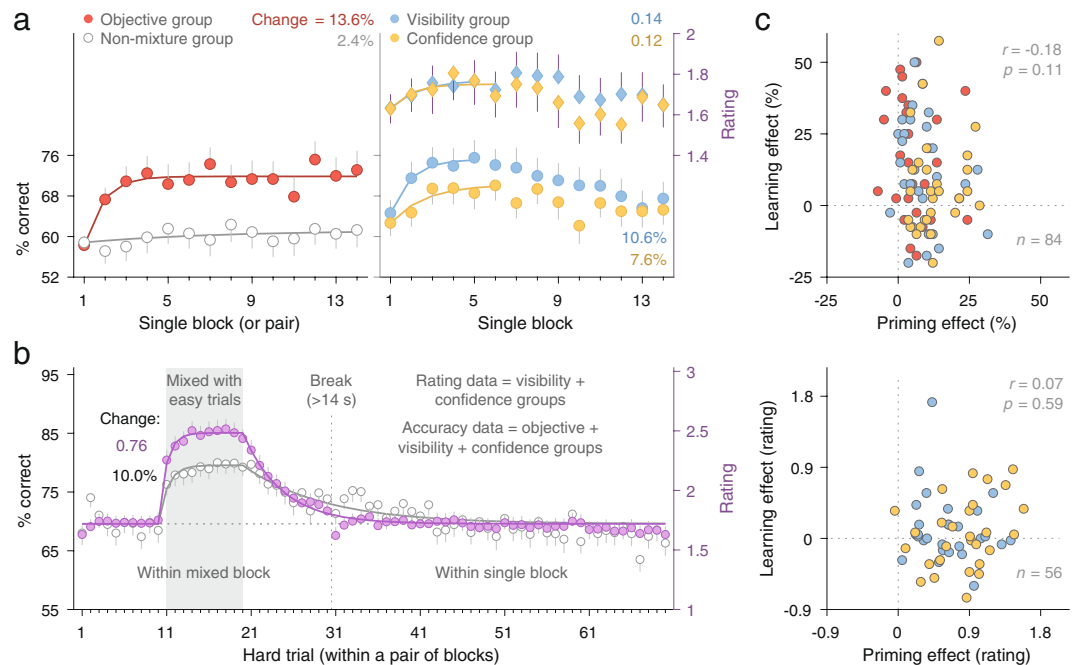 a
Objective group
Change = 13.6%
Non-mixture group
2.4%
Visibility group
0.14
Confidence group
0.12
2
1.8
1.6
1.4
Rating
76
68
60
52
% correct
10.6%
7.6%
1
5
9
13
1
5
9
13
Single block (or pair)
Single block
b
95
85
75
65
55
% correct
Mixed with
easy trials
Break
(>14 s)
Rating data = visibility +
confidence groups
Accuracy data = objective +
visibility + confidence groups
Change:
0.76
10.0%
Within mixed block
Within single block
3
2.5
2
1.5
1
Rating
1
11
21
31
41
51
61
Hard trial (within a pair of blocks)
c
r = -0.18
p = 0.11
50
25
0
-25
Learning effect (%)
n = 84
-25
0
25
50
Priming effect (%)
r = 0.07
p = 0.59
1.8
0.9
0
-0.9
Learning effect (rating)
n = 56
-0.9
0
0.9
1.8
Priming effect (rating)